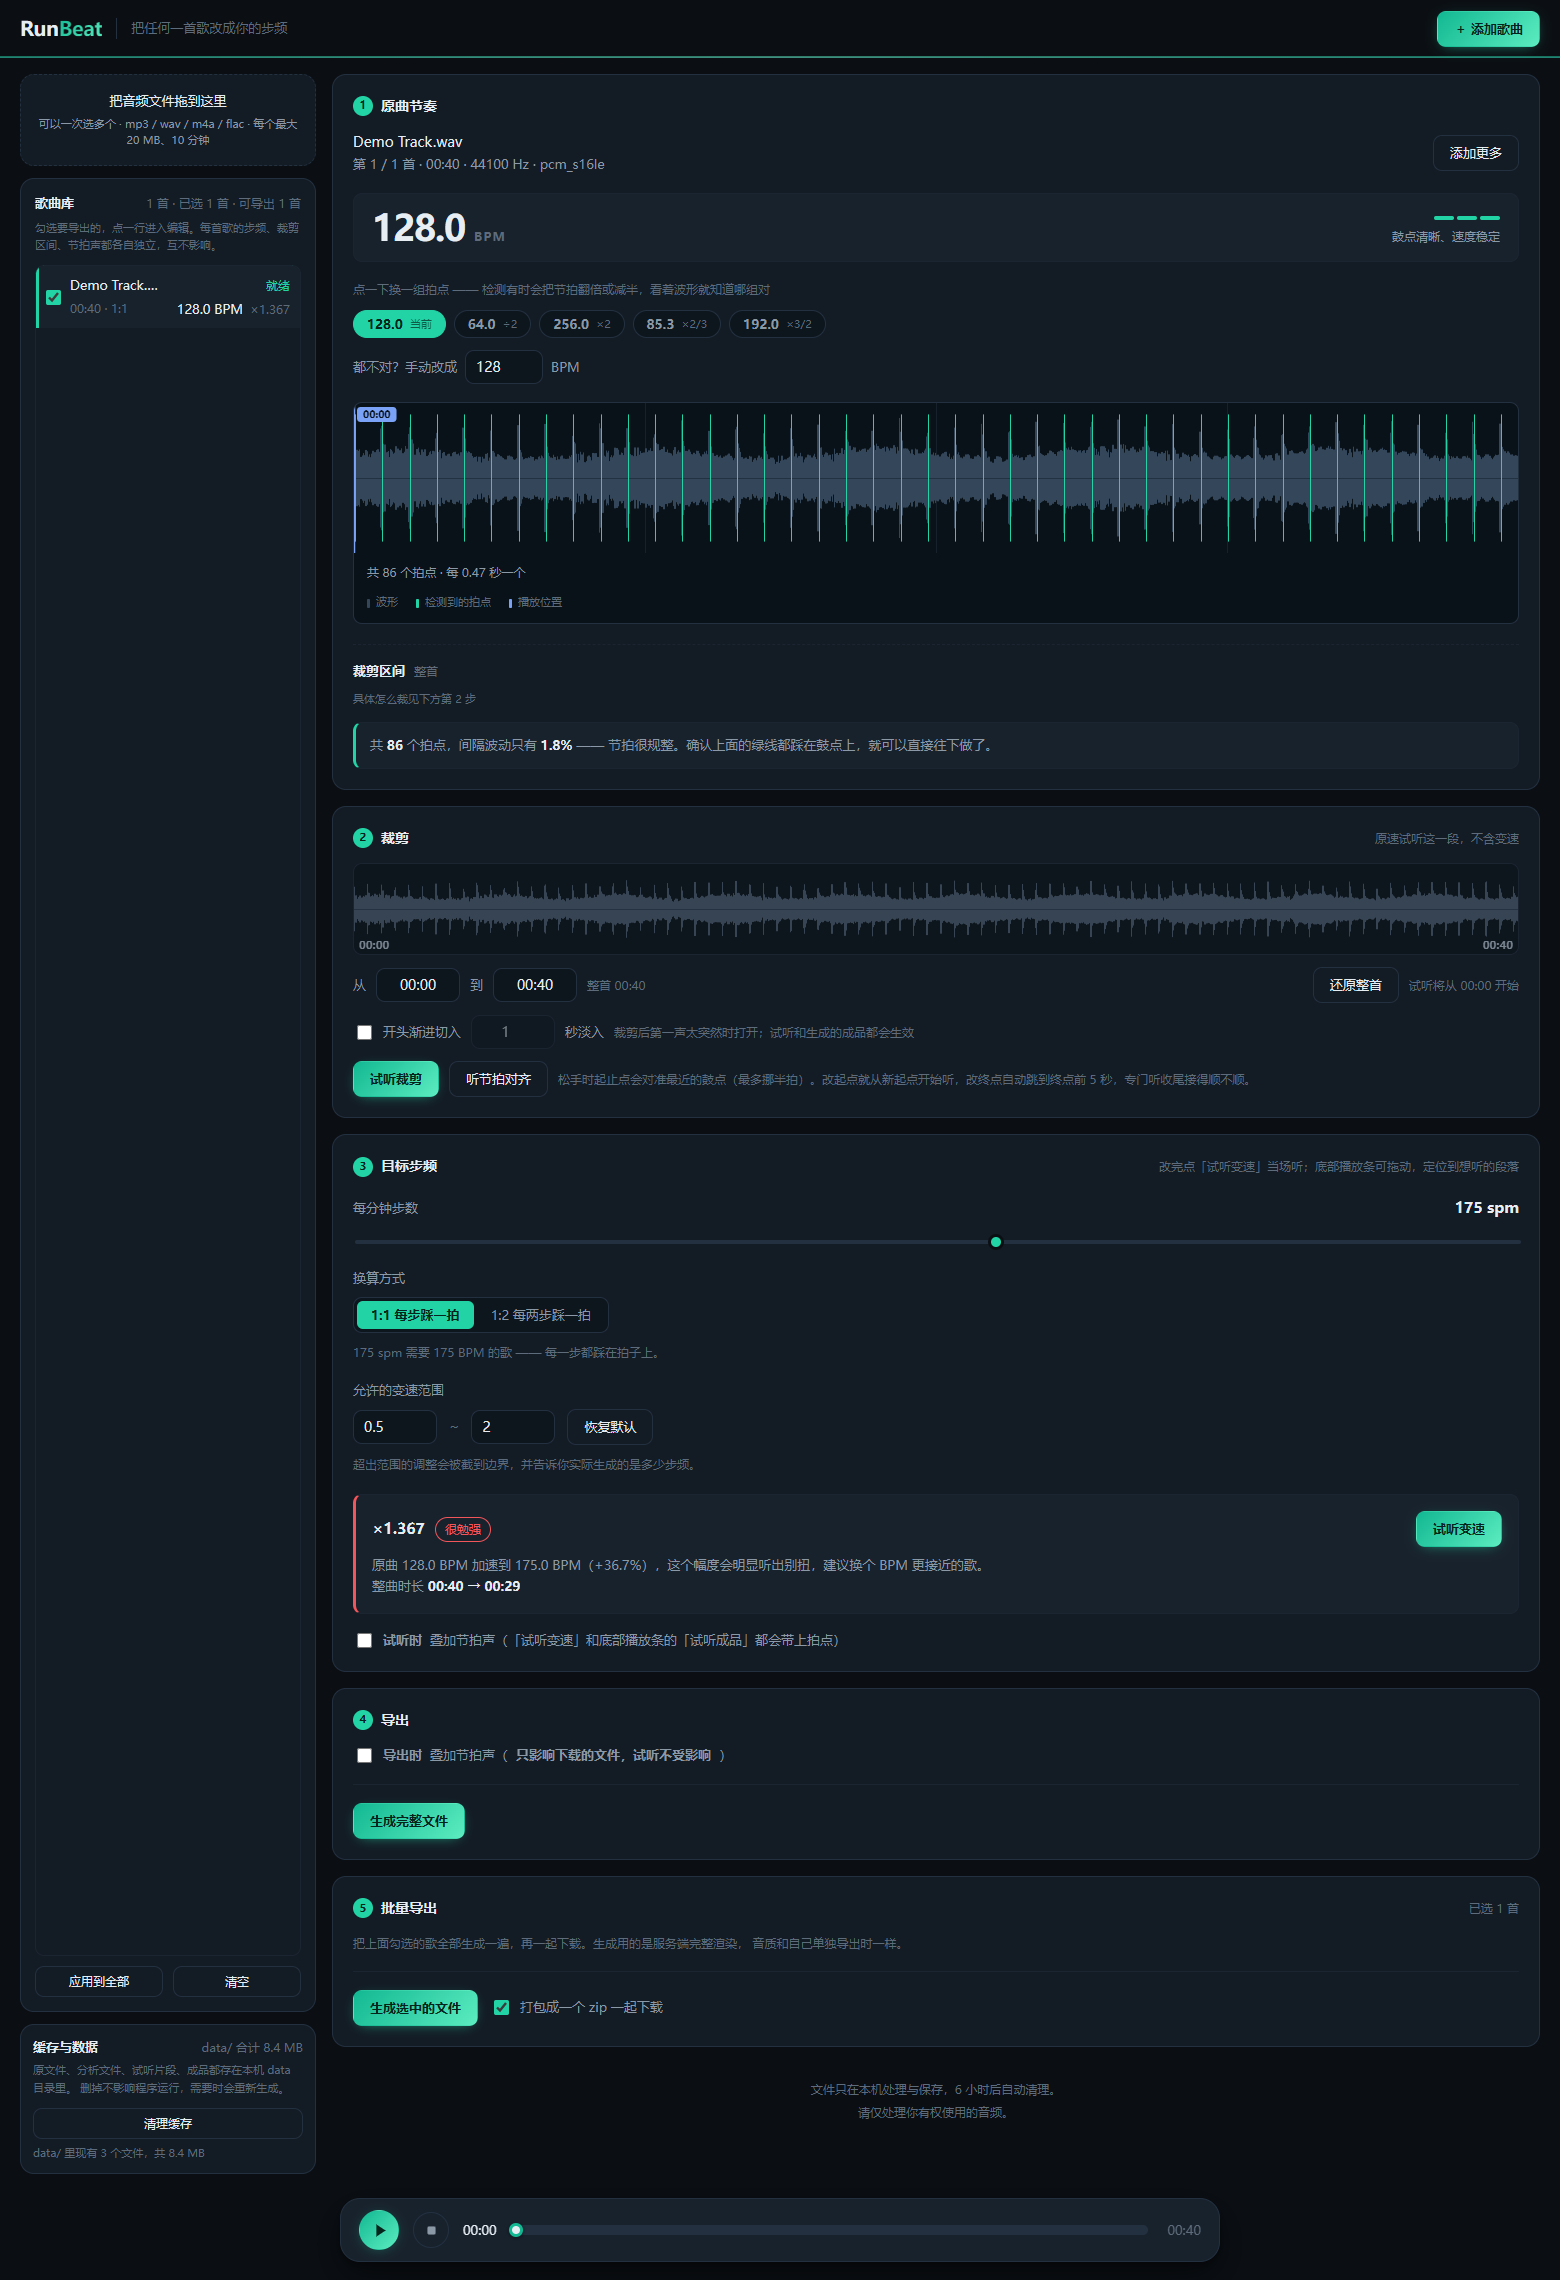 RunBeat
把任何一首歌改成你的步频
+ 添加歌曲
把音频文件拖到这里
可以一次选多个 · mp3 / wav / m4a / flac · 每个最大
20 MB、10 分钟
歌曲库
1 首 · 已选 1 首 · 可导出 1 首
勾选要导出的，点一行进入编辑。每首歌的步频、裁剪
区间、节拍声都各自独立，互不影响。
Demo Track....
就绪
00:40 · 1:1
128.0 BPM ×1.367
应用到全部
清空
缓存与数据
data/ 合计 8.4 MB
原文件、分析文件、试听片段、成品都存在本机 data
目录里。 删掉不影响程序运行，需要时会重新生成。
清理缓存
data/ 里现有 3 个文件，共 8.4 MB
1 原曲节奏
Demo Track.wav
第 1 / 1 首 · 00:40 · 44100 Hz · pcm_s16le
添加更多
128.0 BPM
鼓点清晰、速度稳定
点一下换一组拍点 —— 检测有时会把节拍翻倍或减半，看着波形就知道哪组对
128.0 当前
64.0 ÷2
256.0 ×2
85.3 ×2/3
192.0 ×3/2
都不对？手动改成 128 BPM
00:00
共 86 个拍点 · 每 0.47 秒一个
波形
检测到的拍点
播放位置
裁剪区间 整首
具体怎么裁见下方第 2 步
共 86 个拍点，间隔波动只有 1.8% —— 节拍很规整。确认上面的绿线都踩在鼓点上，就可以直接往下做了。
2 裁剪
原速试听这一段，不含变速
00:00
00:40
从 00:00 到 00:40 整首 00:40
还原整首
试听将从 00:00 开始
开头渐进切入 1 秒淡入 裁剪后第一声太突然时打开；试听和生成的成品都会生效
试听裁剪
听节拍对齐
松手时起止点会对准最近的鼓点（最多挪半拍）。改起点就从新起点开始听，改终点自动跳到终点前 5 秒，专门听收尾接得顺不顺。
3 目标步频
改完点「试听变速」当场听；底部播放条可拖动，定位到想听的段落
每分钟步数
175 spm
换算方式
1:1 每步踩一拍
1:2 每两步踩一拍
175 spm 需要 175 BPM 的歌 —— 每一步都踩在拍子上。
允许的变速范围
0.5 ~ 2 恢复默认
超出范围的调整会被截到边界，并告诉你实际生成的是多少步频。
×1.367 很勉强
试听变速
原曲 128.0 BPM 加速到 175.0 BPM（+36.7%），这个幅度会明显听出别扭，建议换个 BPM 更接近的歌。
整曲时长 00:40 → 00:29
试听时 叠加节拍声（「试听变速」和底部播放条的「试听成品」都会带上拍点）
4 导出
导出时 叠加节拍声（ 只影响下载的文件，试听不受影响 ）
生成完整文件
5 批量导出
已选 1 首
把上面勾选的歌全部生成一遍，再一起下载。生成用的是服务端完整渲染， 音质和自己单独导出时一样。
生成选中的文件
打包成一个 zip 一起下载
文件只在本机处理与保存，6 小时后自动清理。
请仅处理你有权使用的音频。
00:00
00:40